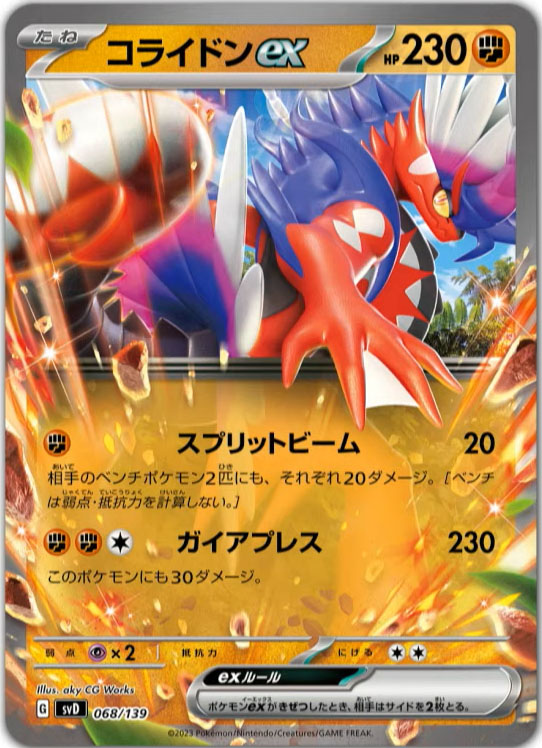 たね コライドンex HP 230
スプリットビーム 20
相手のベンチポケモン2匹にも、それぞれ20ダメージ。[ベンチ
は弱点・抵抗力を計算しない。]
ガイアプレス 230
このポケモンにも30ダメージ。
弱点 ×2 抵抗力 にげる
Illus. aky CG Works
exルール
ポケモンexがきぜつしたとき、相手はサイドを2枚とる。
G svD 068/139
©2023 Pokémon/Nintendo/Creatures/GAME FREAK.